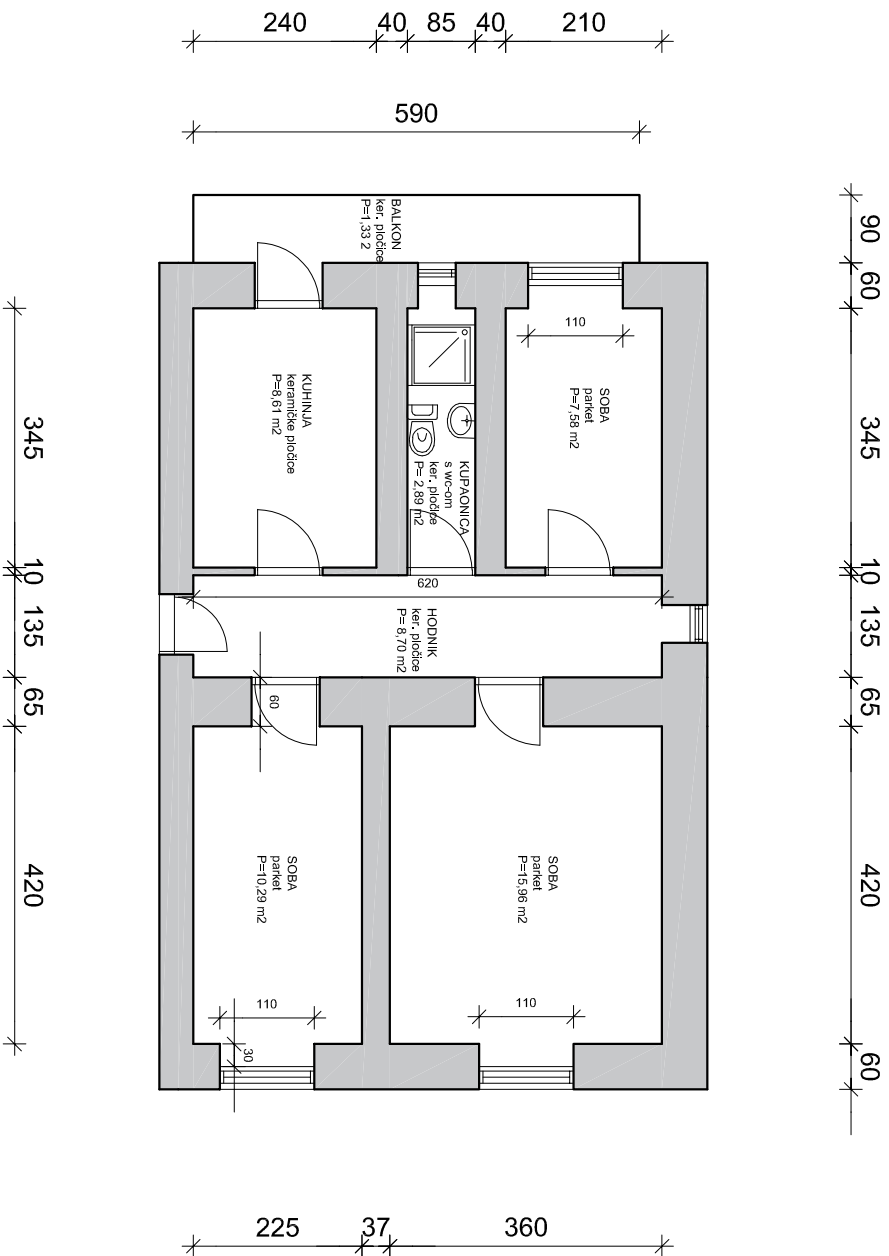 240
40
85
40
210
590
BALKON
ker. pločice
P=1,33 2
90
60
345
10
135
65
420
60
345
10
135
65
420
110
KUHINJA
keramičke pločice
P=8,61 m2
SOBA
parket
P=7,58 m2
KUPAONICA
s wc-om
ker. pločice
P= 2,89 m2
620
HODNIK
ker. pločice
P= 8,70 m2
60
SOBA
parket
P=10,29 m2
SOBA
parket
P=15,96 m2
110
110
30
225
37
360